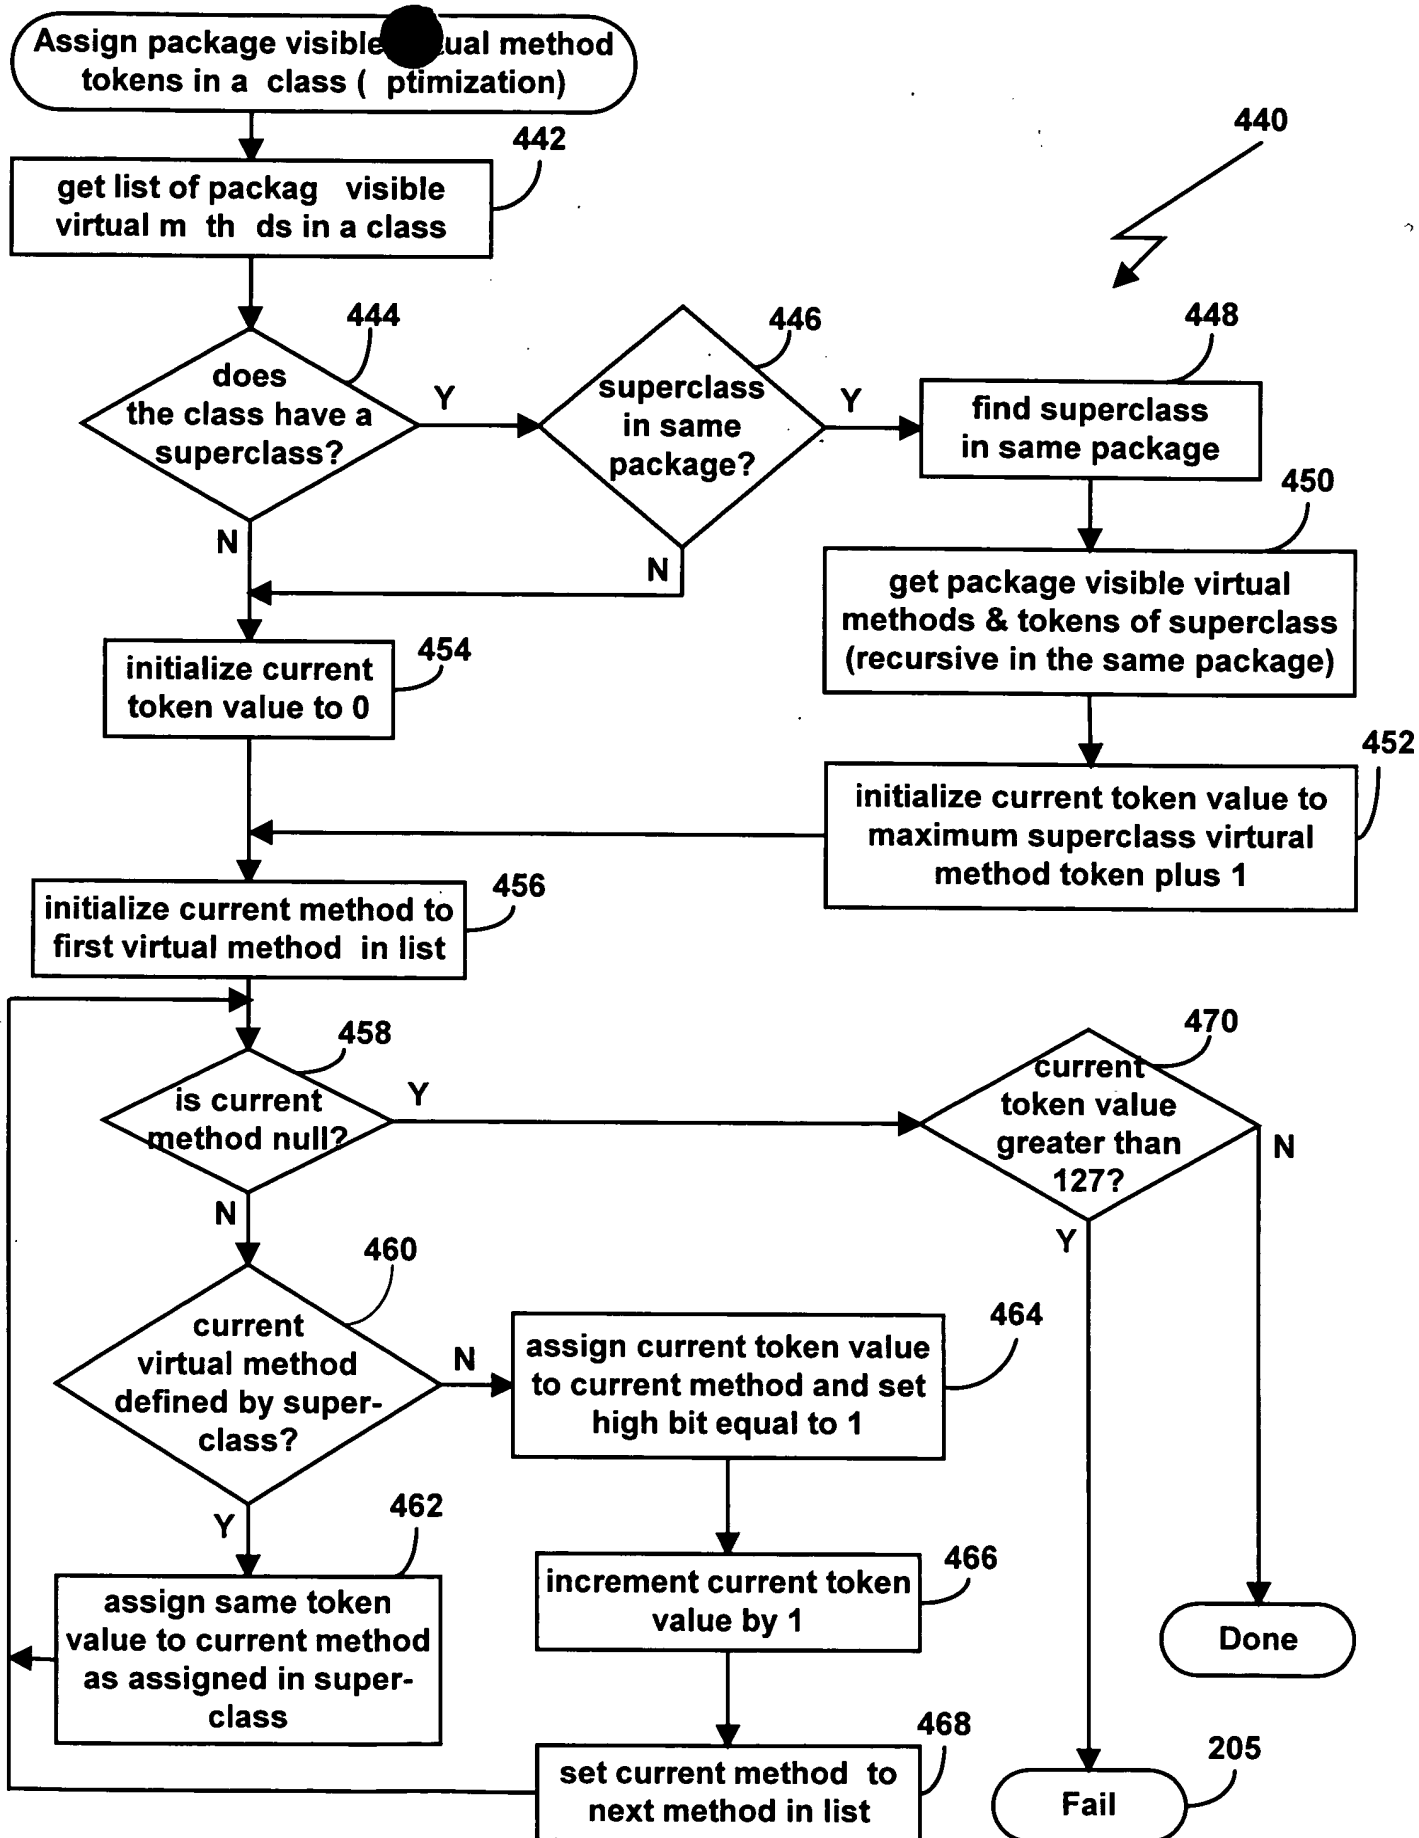 Assign package visible ual method
tokens in a class ( ptimization)
442
440
get list of packag visible
virtual m th ds in a class
444
446
448
does
the class have a
superclass?
Y
superclass
in same
package?
Y
find superclass
in same package
450
N
N
get package visible virtual
methods & tokens of superclass
(recursive in the same package)
454
initialize current
token value to 0
452
initialize current token value to
maximum superclass virtural
method token plus 1
456
initialize current method to
first virtual method in list
458
470
is current
method null?
Y
current
token value
greater than
127?
N
N
Y
460
current
virtual method
defined by super-
class?
N
464
assign current token value
to current method and set
high bit equal to 1
Y
462
466
assign same token
value to current method
as assigned in super-
class
increment current token
value by 1
Done
468
205
set current method to
next method in list
Fail